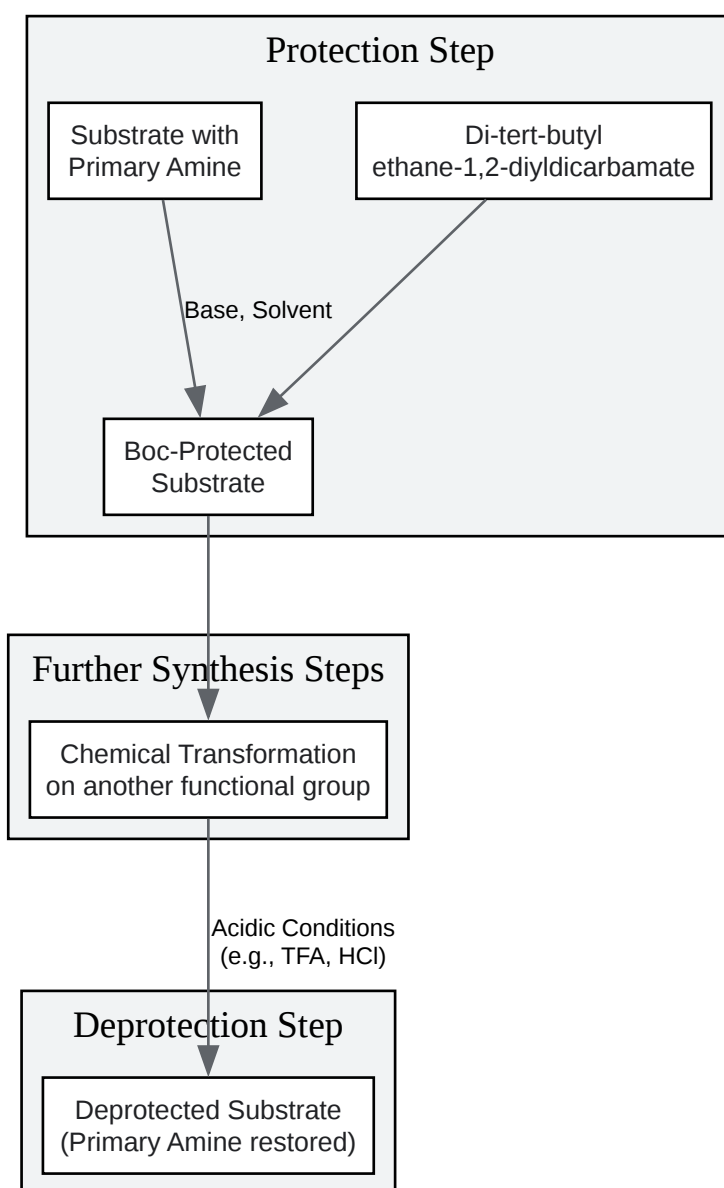 Protection Step
Substrate with
Primary Amine
Di-tert-butyl
ethane-1,2-diyldicarbamate
Base, Solvent
Boc-Protected
Substrate
Further Synthesis Steps
Chemical Transformation
on another functional group
Acidic Conditions
(e.g., TFA, HCl)
Deprotection Step
Deprotected Substrate
(Primary Amine restored)